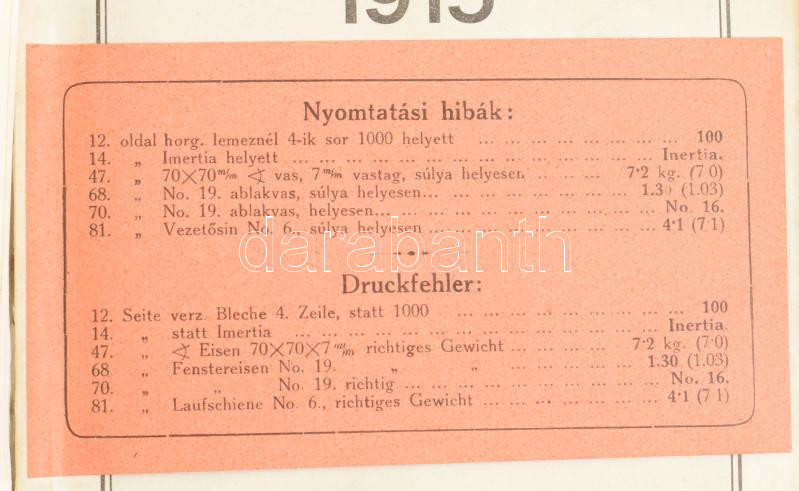 1915
Nyomtatási hibák:
12. oldal horg. lemeznél 4-ik sor 1000 helyett ... ... ... ... ... ... ... 100
14. „ Imertia helyett ... ... ... ... ... ... ... ... ... ... ... ... Inertia.
47. „ 70×70 m/m ∢ vas, 7 m/m vastag, súlya helyesen ... ... ... 7·2 kg. (7 0)
68. „ No. 19. ablakvas, súlya helyesen... ... ... ... ... ... ... 1.30 (1.03)
70. „ No. 19. ablakvas, helyesen... ... ... ... ... ... ... ... ... No. 16.
81. „ Vezetősin No. 6., súlya helyesen ... ... ... ... ... ... ... 4·1 (7·1)
darabanth
Druckfehler:
12. Seite verz. Bleche 4. Zeile, statt 1000 ... ... ... ... ... ... ... ... 100
14. „ statt Imertia ... ... ... ... ... ... ... ... ... ... ... ... Inertia.
47. „ ∢ Eisen 70×70×7 m/m richtiges Gewicht ... ... ... ... 7·2 kg. (7·0)
68 „ Fenstereisen No. 19. „ „ ... ... ... ... ... 1.30 (1.03)
70. „ „ No. 19. richtig ... ... ... ... ... ... ... ... No. 16.
81. „ Laufschiene No. 6., richtiges Gewicht ... ... ... ... ... ... 4·1 (7 1)